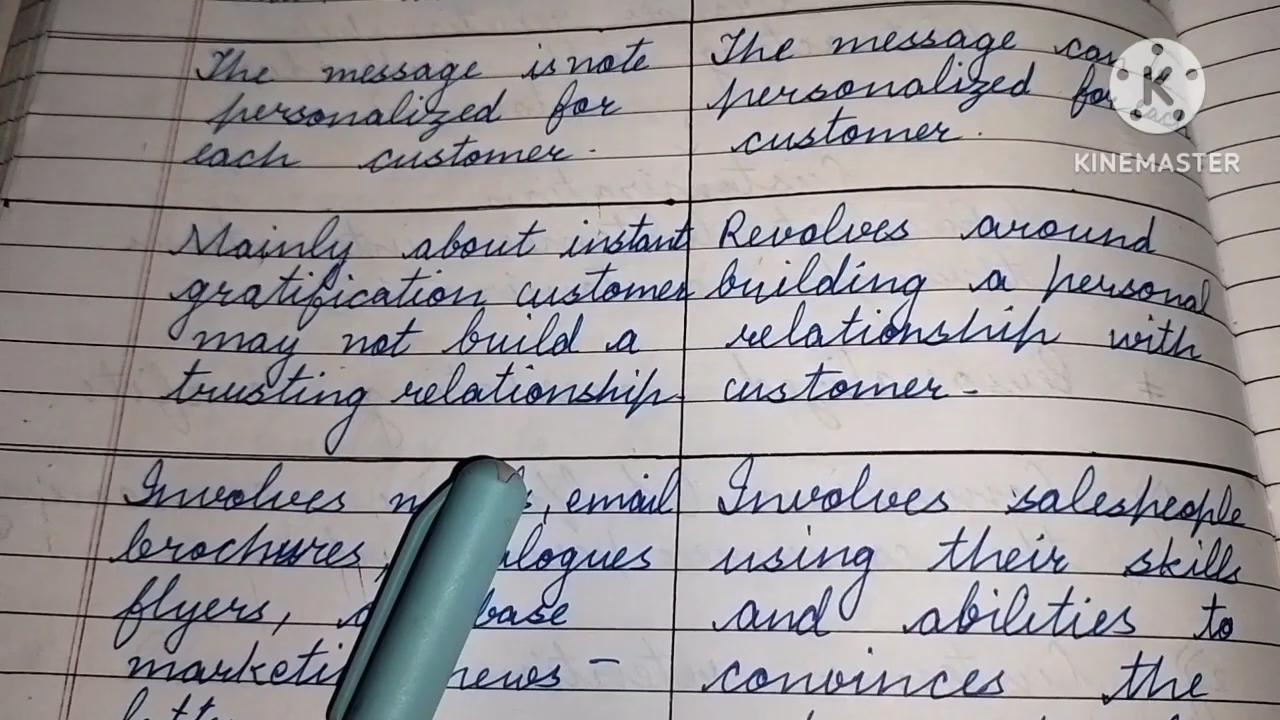 The message is note
personalized for
each customer.
The message can
personalized for
customer.
Mainly about instant
gratification customer
may not build a
trusting relationship
Revolves around
building a personal
relationship with
customer-
Involves , email
brochures,
flyers,
news-
Involves salespeople
using their skills
and abilities to
convinces the
KINEMASTER